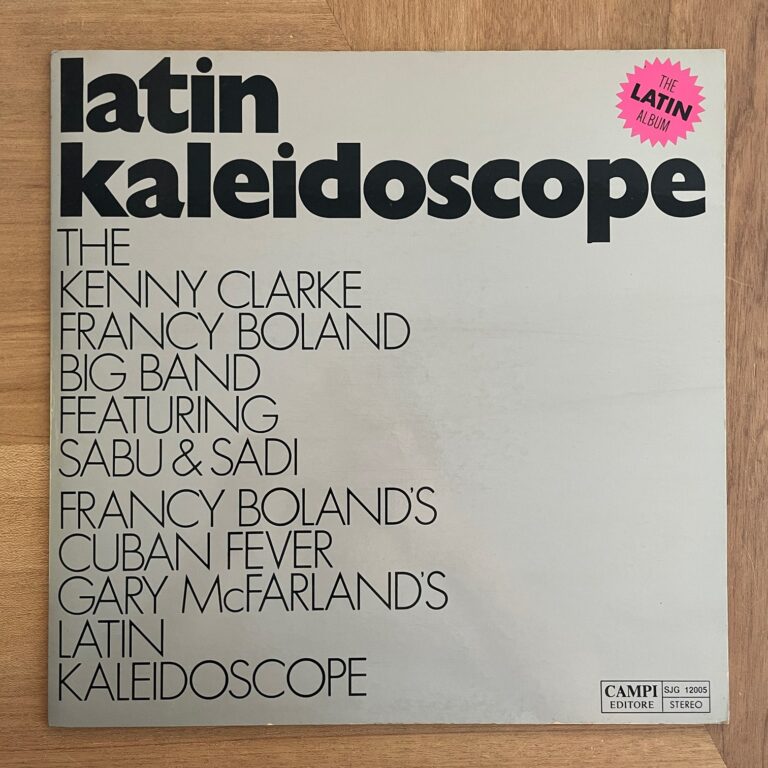 latin
kaleidoscope
THE
LATIN
ALBUM
THE
KENNY CLARKE
FRANCY BOLAND
BIG BAND
FEATURING
SABU & SADI
FRANCY BOLAND'S
CUBAN FEVER
GARY McFARLAND'S
LATIN
KALEIDOSCOPE
CAMPI
EDITORE
SJG 12005
STEREO